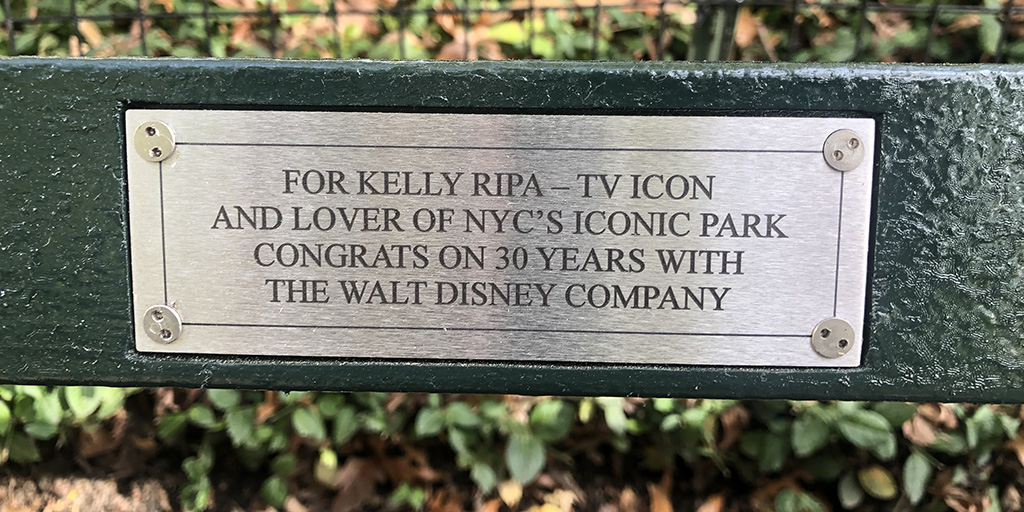 FOR KELLY RIPA – TV ICON
AND LOVER OF NYC'S ICONIC PARK
CONGRATS ON 30 YEARS WITH
THE WALT DISNEY COMPANY